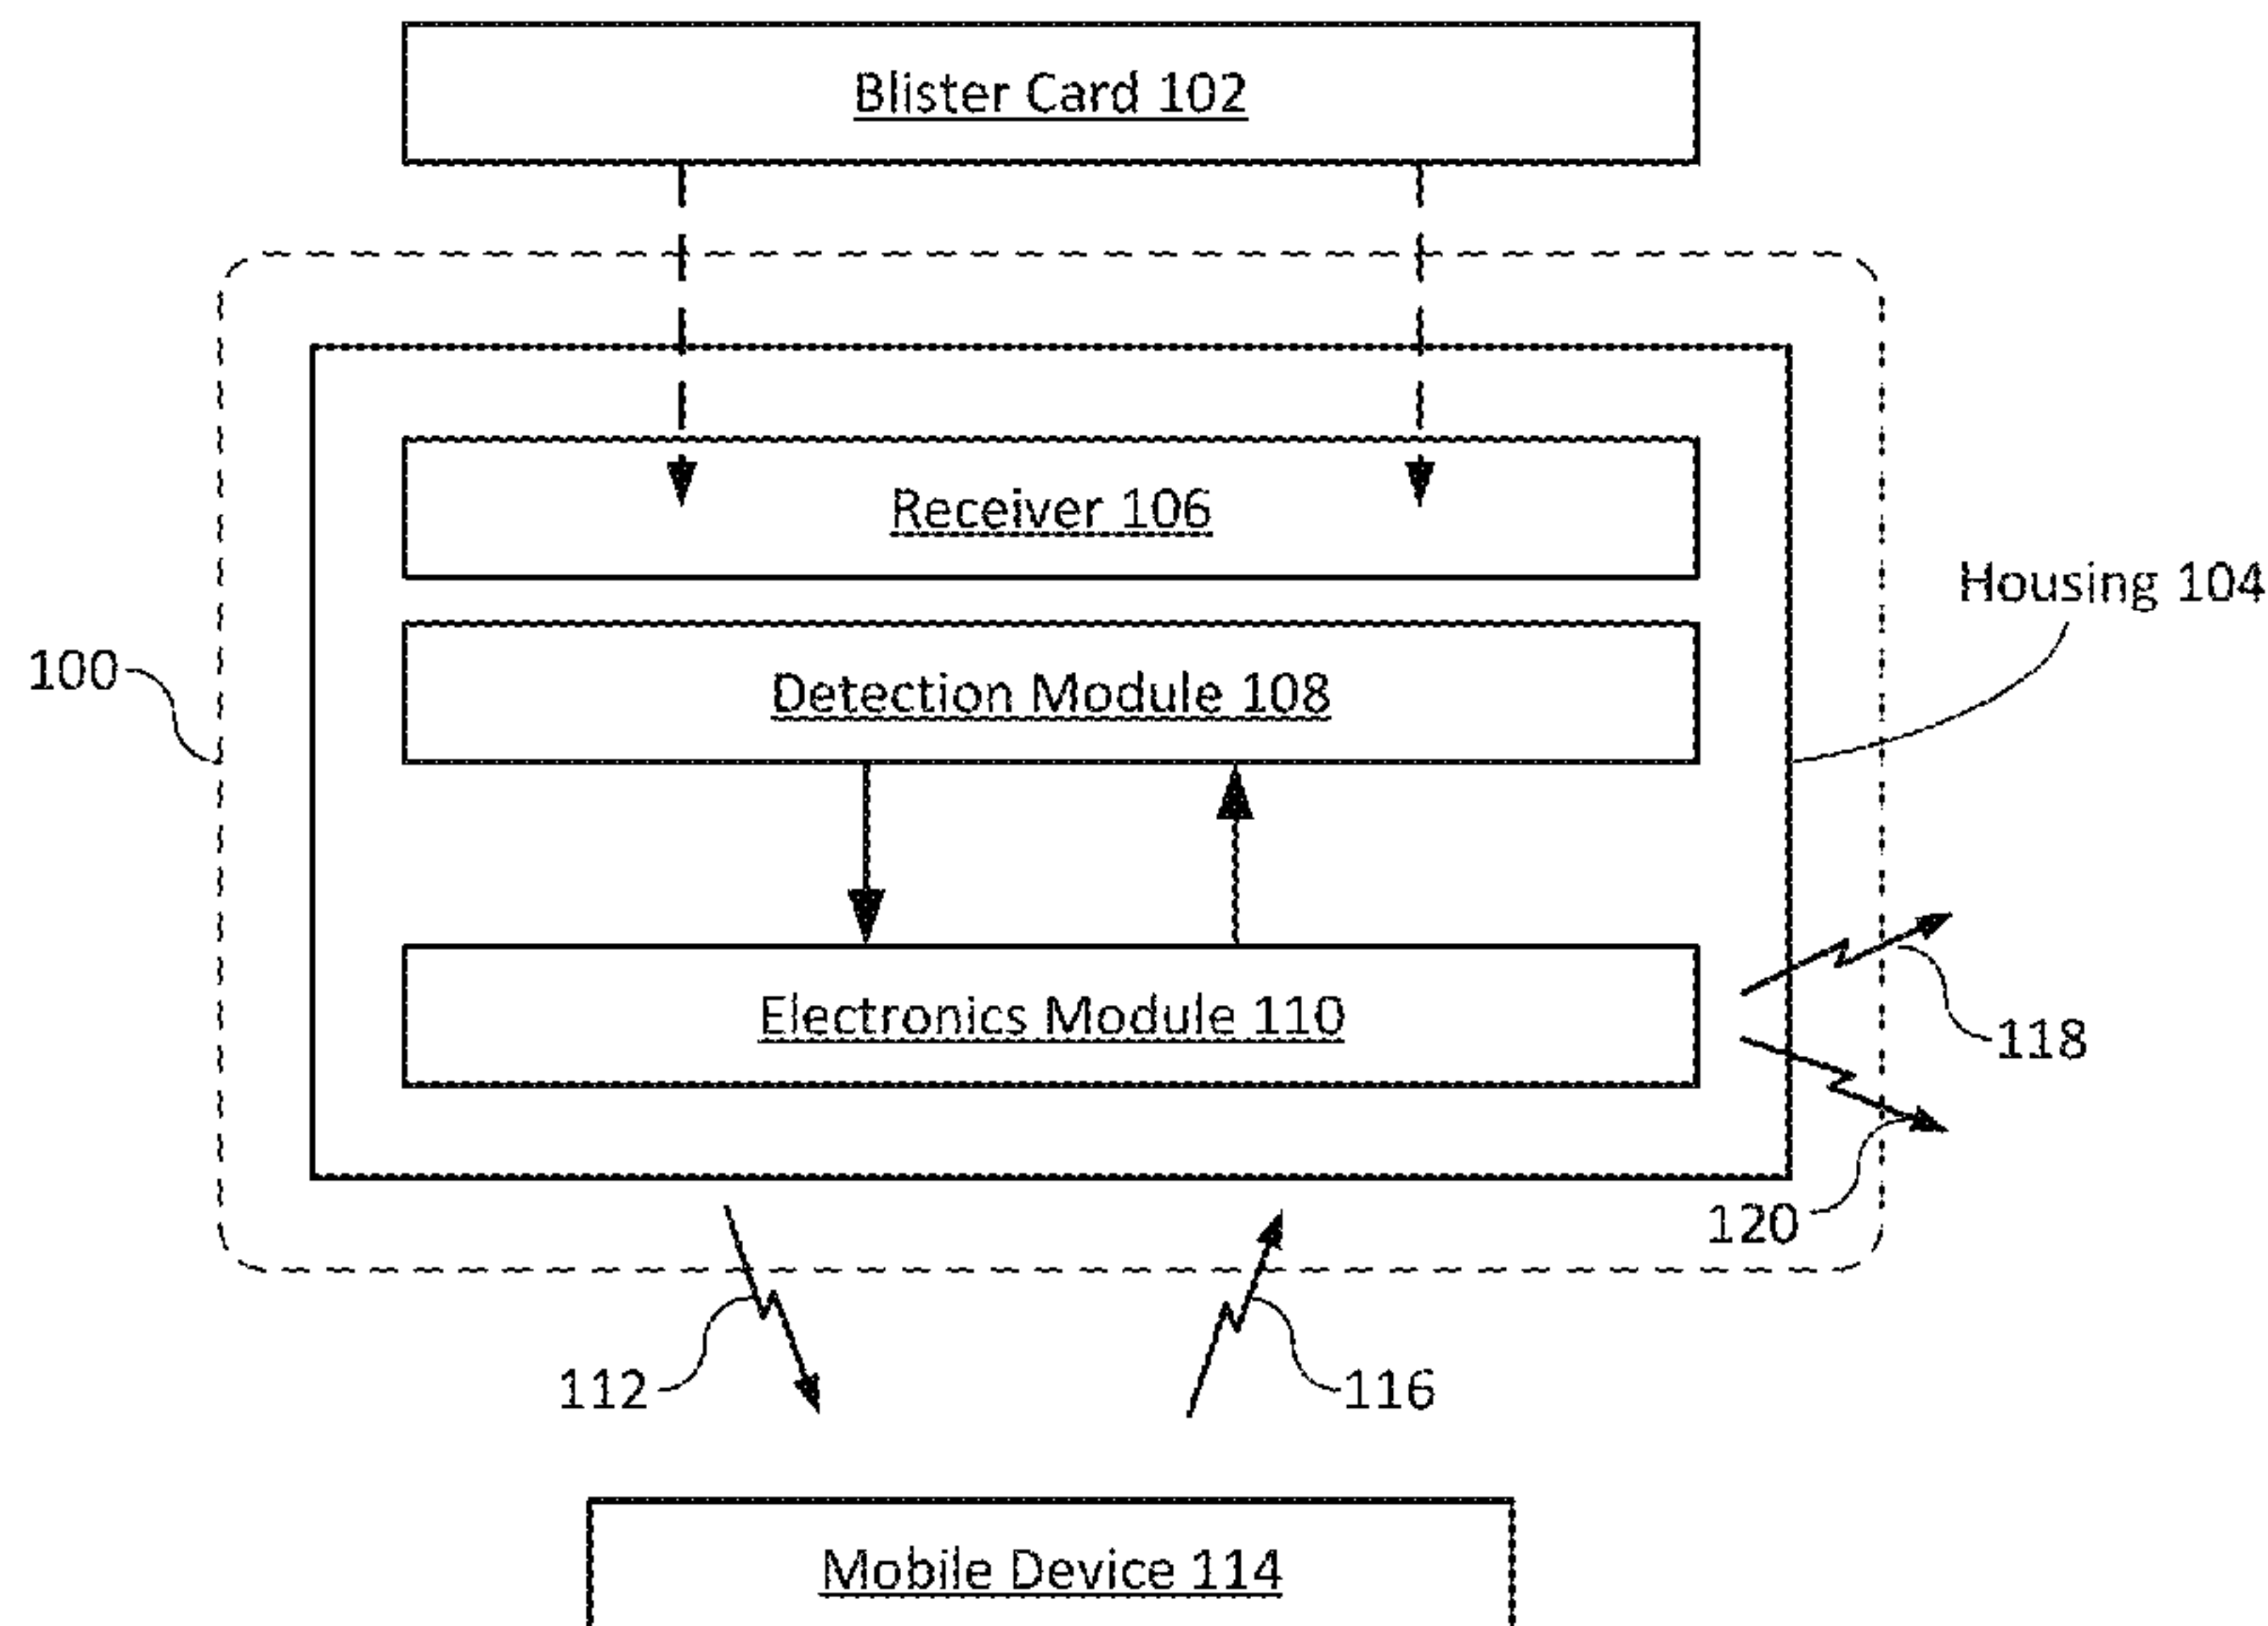 Blister Card 102
Receiver 106
Housing 104
100
Detection Module 108
Electronics Module 110
118
120
112
116
Mobile Device 114